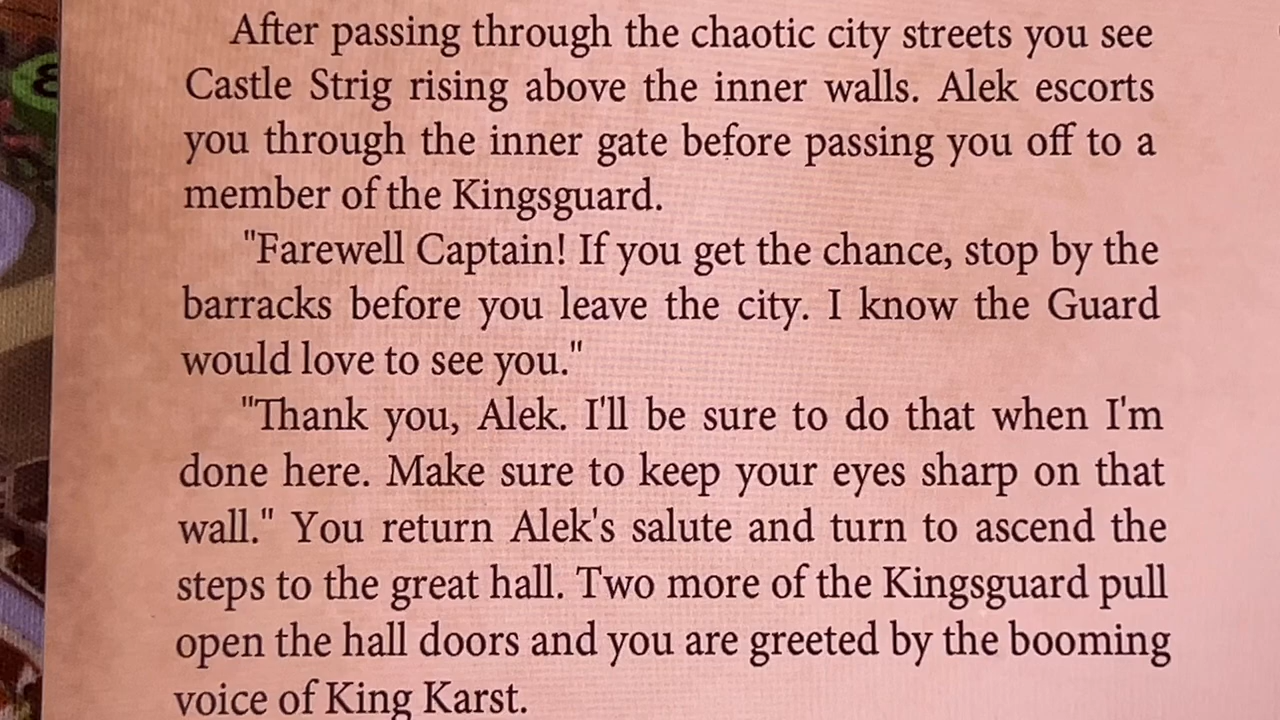 After passing through the chaotic city streets you see
Castle Strig rising above the inner walls. Alek escorts
you through the inner gate before passing you off to a
member of the Kingsguard.
"Farewell Captain! If you get the chance, stop by the
barracks before you leave the city. I know the Guard
would love to see you."
"Thank you, Alek. I'll be sure to do that when I'm
done here. Make sure to keep your eyes sharp on that
wall." You return Alek's salute and turn to ascend the
steps to the great hall. Two more of the Kingsguard pull
open the hall doors and you are greeted by the booming
voice of King Karst.